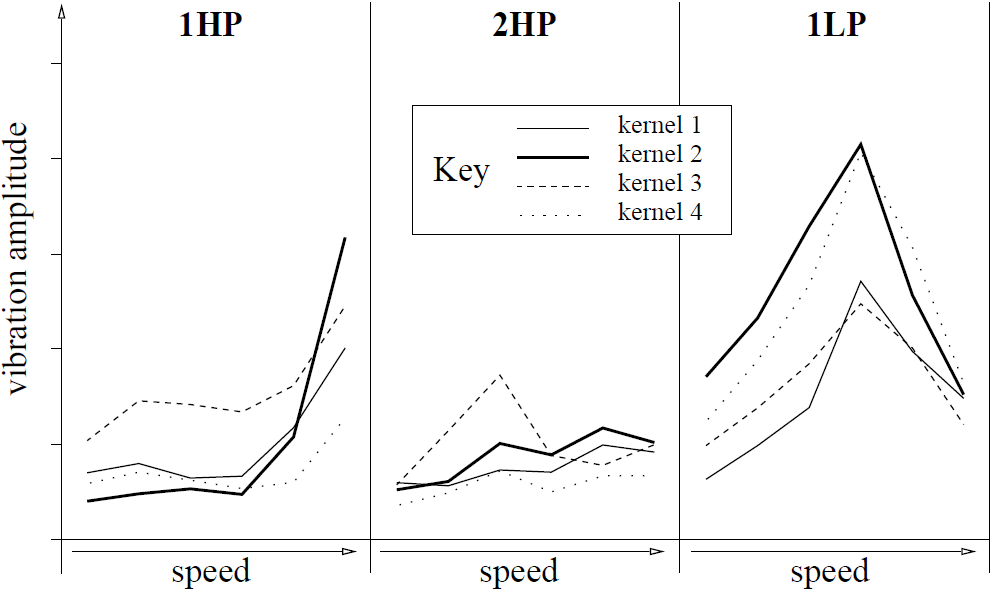 1HP
2HP
1LP
vibration amplitude
Key
kernel 1
kernel 2
kernel 3
kernel 4
speed
speed
speed